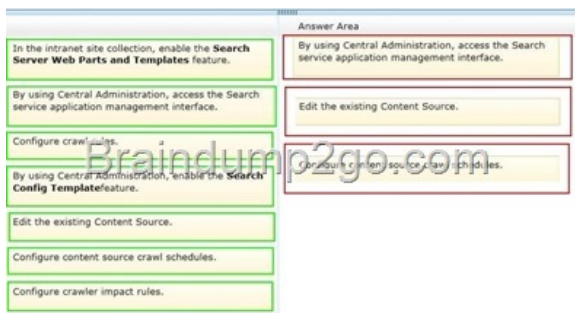 Answer Area
In the intranet site collection, enable the Search
Server Web Parts and Templates feature.
By using Central Administration, access the Search
service application management interface.
Configure crawl rules.
By using Central Administration, enable the Search
Config Templatefeature.
Edit the existing Content Source.
Configure content source crawl schedules.
Configure crawler impact rules.
By using Central Administration, access the Search
service application management interface.
Edit the existing Content Source.
Configure content source crawl schedules.
Braindump2go.com